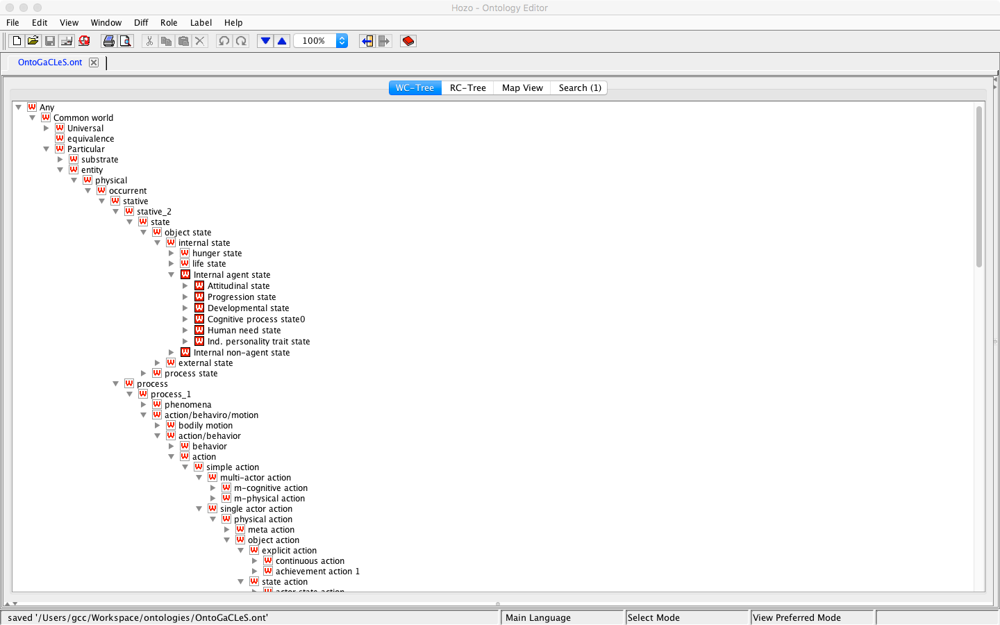 Hozo - Ontology Editor
File Edit View Window Diff Role Label Help
100%
OntoGaCLeS.ont
WC-Tree RC-Tree Map View Search (1)
Any
Common world
Universal
equivalence
Particular
substrate
entity
physical
occurrent
stative
stative_2
state
object state
internal state
hunger state
life state
Internal agent state
Attitudinal state
Progression state
Developmental state
Cognitive process state0
Human need state
Ind. personality trait state
Internal non-agent state
external state
process state
process
process_1
phenomena
action/behaviro/motion
bodily motion
action/behavior
behavior
action
simple action
multi-actor action
m-cognitive action
m-physical action
single actor action
physical action
meta action
object action
explicit action
continuous action
achievement action 1
state action
actor state action
saved '/Users/gcc/Workspace/ontologies/OntoGaCLeS.ont' Main Language Select Mode View Preferred Mode